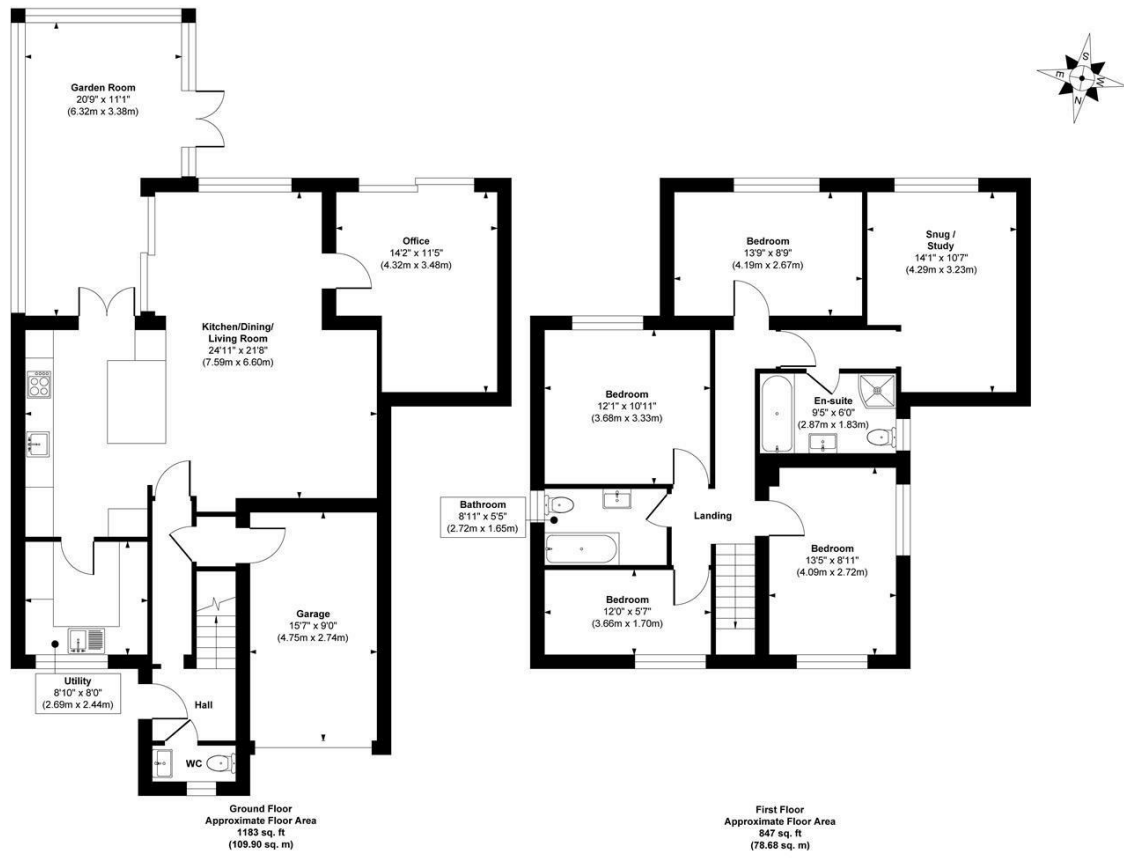 Garden Room
20'9" x 11'1"
(6.32m x 3.38m)
Office
14'2" x 11'5"
(4.32m x 3.48m)
Kitchen/Dining/
Living Room
24'11" x 21'8"
(7.59m x 6.60m)
Garage
15'7" x 9'0"
(4.75m x 2.74m)
Utility
8'10" x 8'0"
(2.69m x 2.44m)
Hall
WC
Ground Floor
Approximate Floor Area
1183 sq. ft
(109.90 sq. m)
S
E
W
N
Bedroom
13'9" x 8'9"
(4.19m x 2.67m)
Snug /
Study
14'1" x 10'7"
(4.29m x 3.23m)
Bedroom
12'1" x 10'11"
(3.68m x 3.33m)
En-suite
9'5" x 6'0"
(2.87m x 1.83m)
Bathroom
8'11" x 5'5"
(2.72m x 1.65m)
Landing
Bedroom
13'5" x 8'11"
(4.09m x 2.72m)
Bedroom
12'0" x 5'7"
(3.66m x 1.70m)
First Floor
Approximate Floor Area
847 sq. ft
(78.68 sq. m)